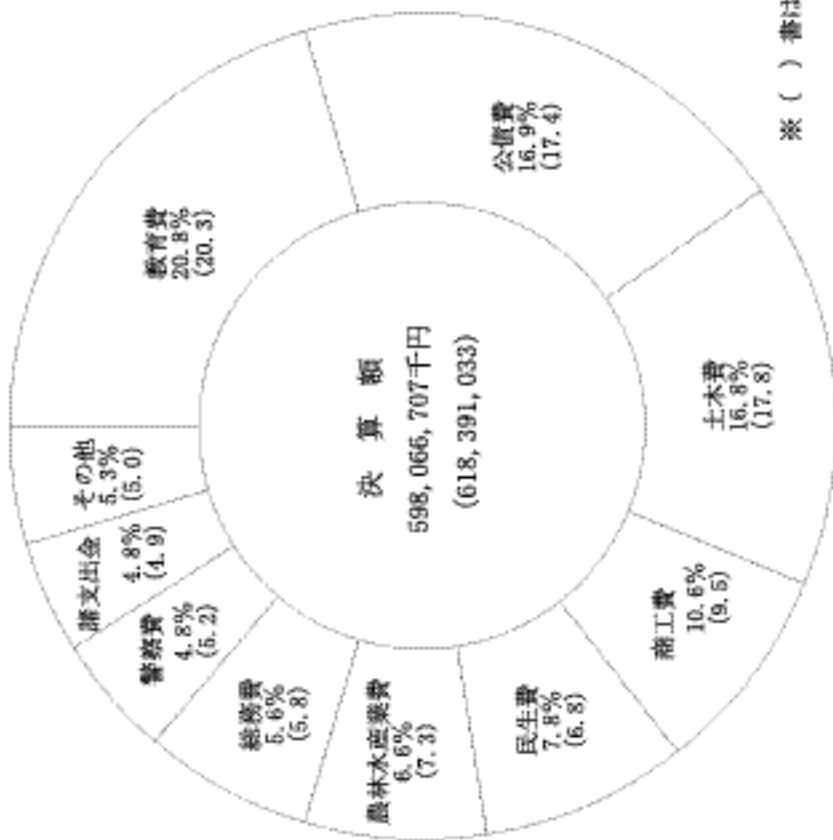 決算額
598,066,707千円
(618,391,033)
教育費
20.8%
(20.3)
公債費
16.9%
(17.4)
土木費
16.8%
(17.8)
商工費
10.6%
(9.5)
民生費
7.8%
(6.8)
農林水産業費
6.6%
(7.3)
総務費
5.6%
(5.8)
警察費
4.8%
(5.2)
諸支出金
4.8%
(4.9)
その他
5.3%
(5.0)
※( )書は